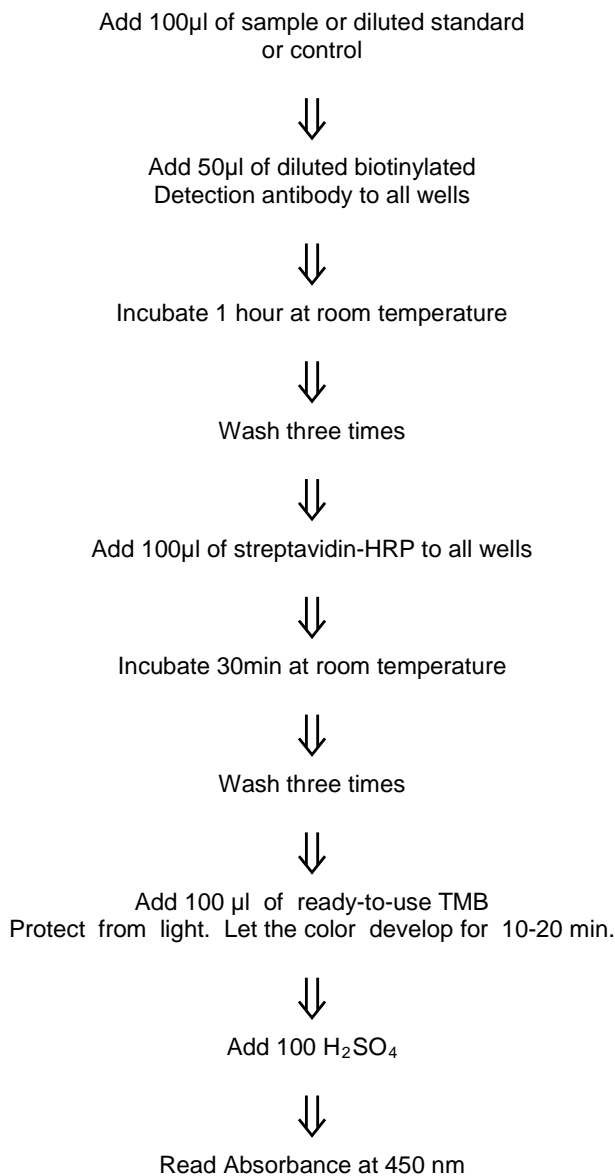 Add 100µl of sample or diluted standard
or control
⇓
Add 50µl of diluted biotinylated
Detection antibody to all wells
⇓
Incubate 1 hour at room temperature
⇓
Wash three times
⇓
Add 100µl of streptavidin-HRP to all wells
⇓
Incubate 30min at room temperature
⇓
Wash three times
⇓
Add 100 µl of ready-to-use TMB
Protect from light. Let the color develop for 10-20 min.
⇓
Add 100 H₂SO₄
⇓
Read Absorbance at 450 nm